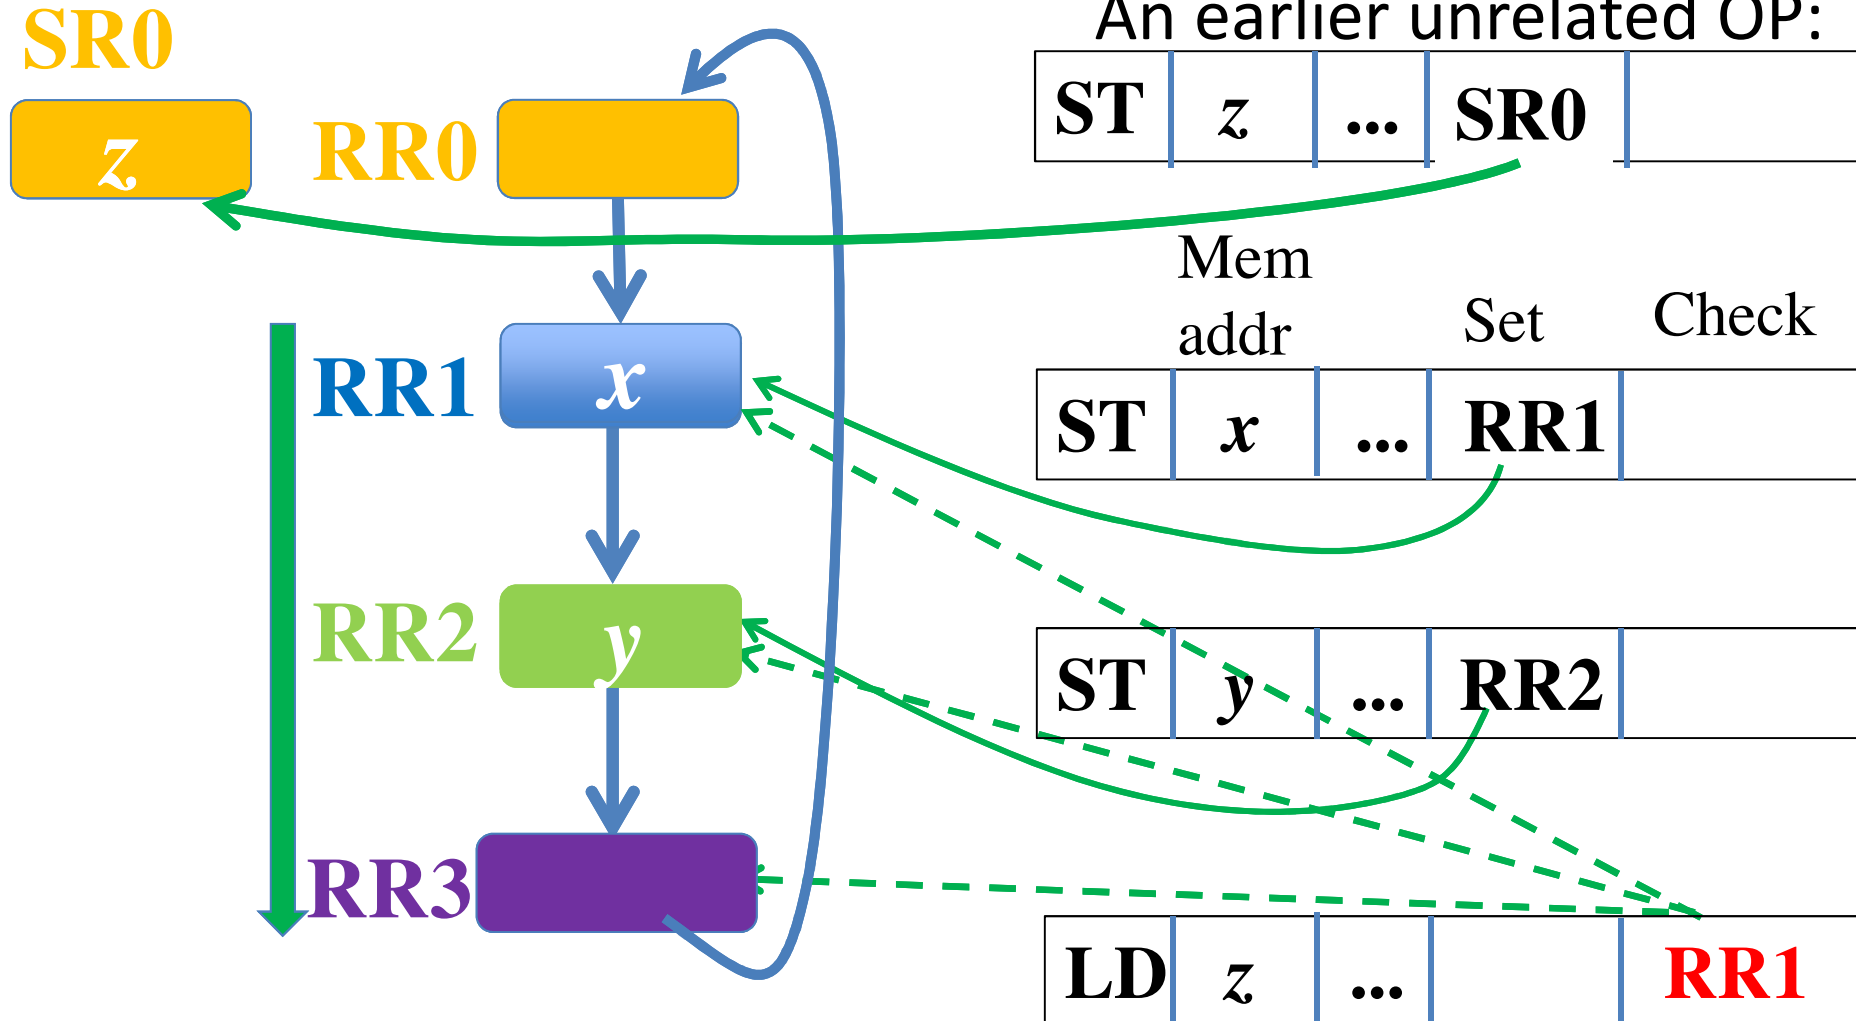 An earlier unrelated OP:
SR0
z
RR0
ST z ... SR0
Mem addr
Set
Check
RR1
x
ST x ... RR1
RR2
y
ST y ... RR2
RR3
LD z ... RR1